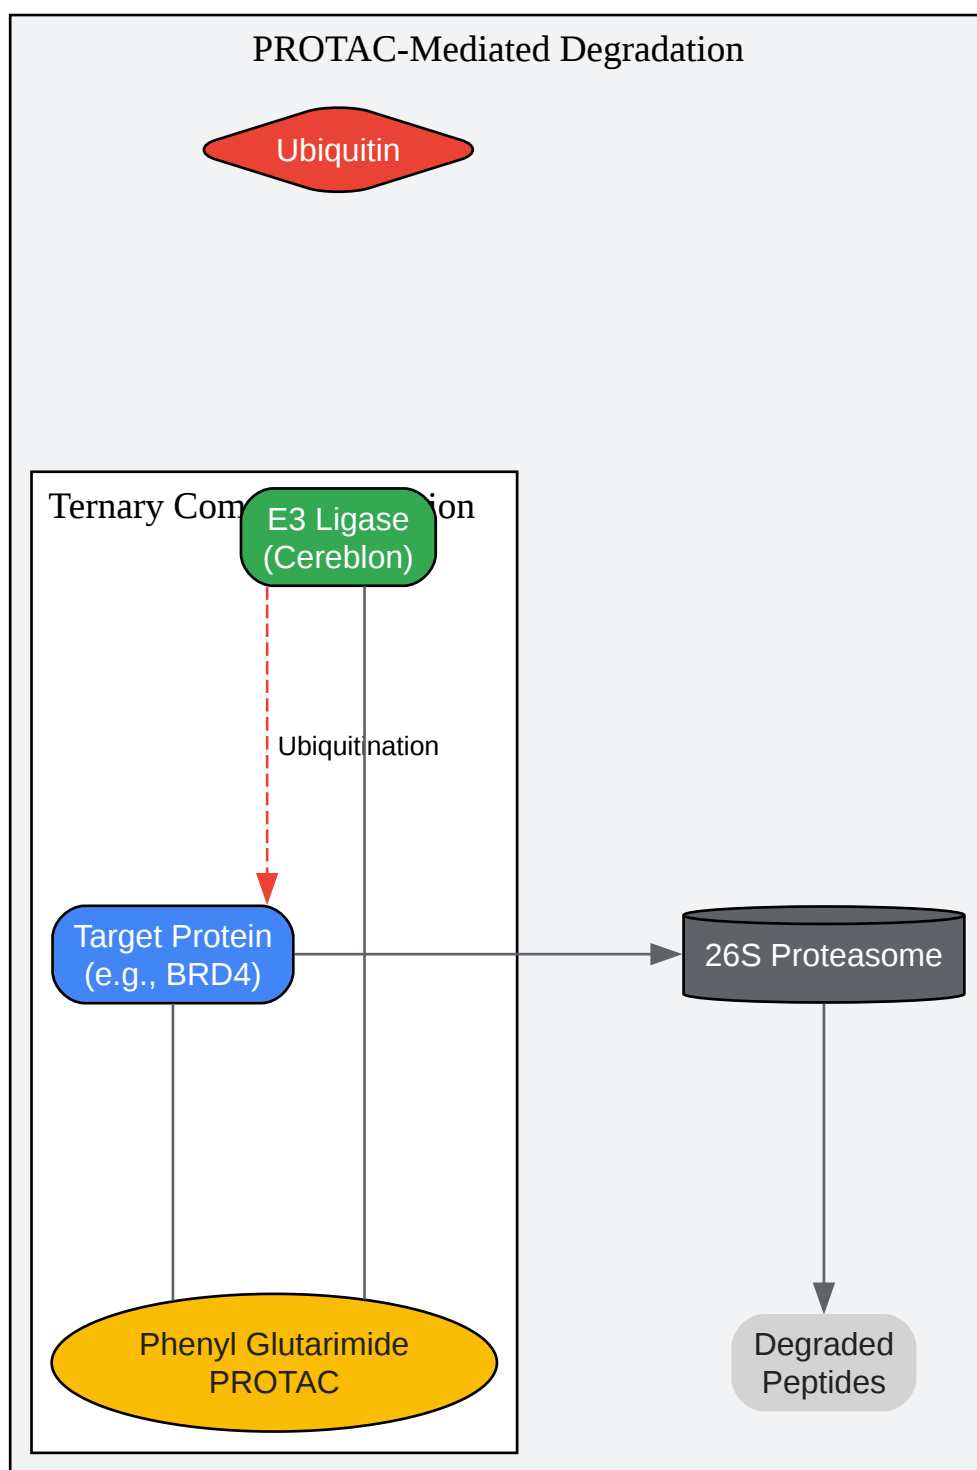 PROTAC-Mediated Degradation
Ubiquitin
Ternary Com
ion
E3 Ligase
(Cereblon)
Ubiquitination
Target Protein
(e.g., BRD4)
26S Proteasome
Phenyl Glutarimide
PROTAC
Degraded
Peptides